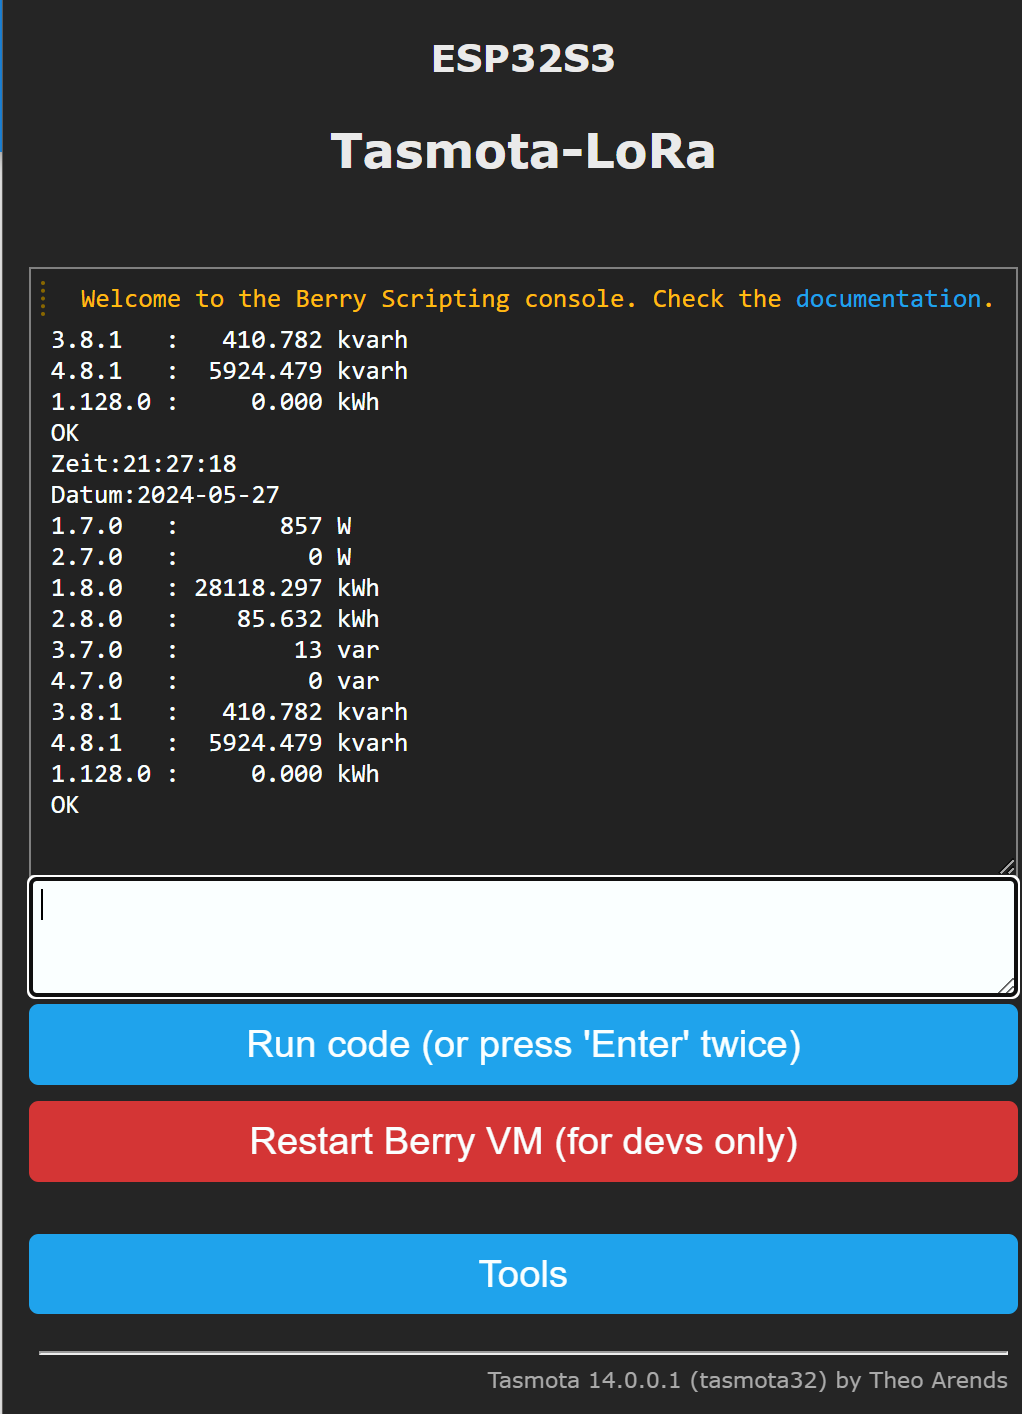 ESP32S3
Tasmota-LoRa
Welcome to the Berry Scripting console. Check the documentation.
3.8.1   :   410.782 kvarh
4.8.1   :  5924.479 kvarh
1.128.0 :     0.000 kWh
OK
Zeit:21:27:18
Datum:2024-05-27
1.7.0   :       857 W
2.7.0   :         0 W
1.8.0   : 28118.297 kWh
2.8.0   :    85.632 kWh
3.7.0   :        13 var
4.7.0   :         0 var
3.8.1   :   410.782 kvarh
4.8.1   :  5924.479 kvarh
1.128.0 :     0.000 kWh
OK
Run code (or press 'Enter' twice)
Restart Berry VM (for devs only)
Tools
Tasmota 14.0.0.1 (tasmota32) by Theo Arends